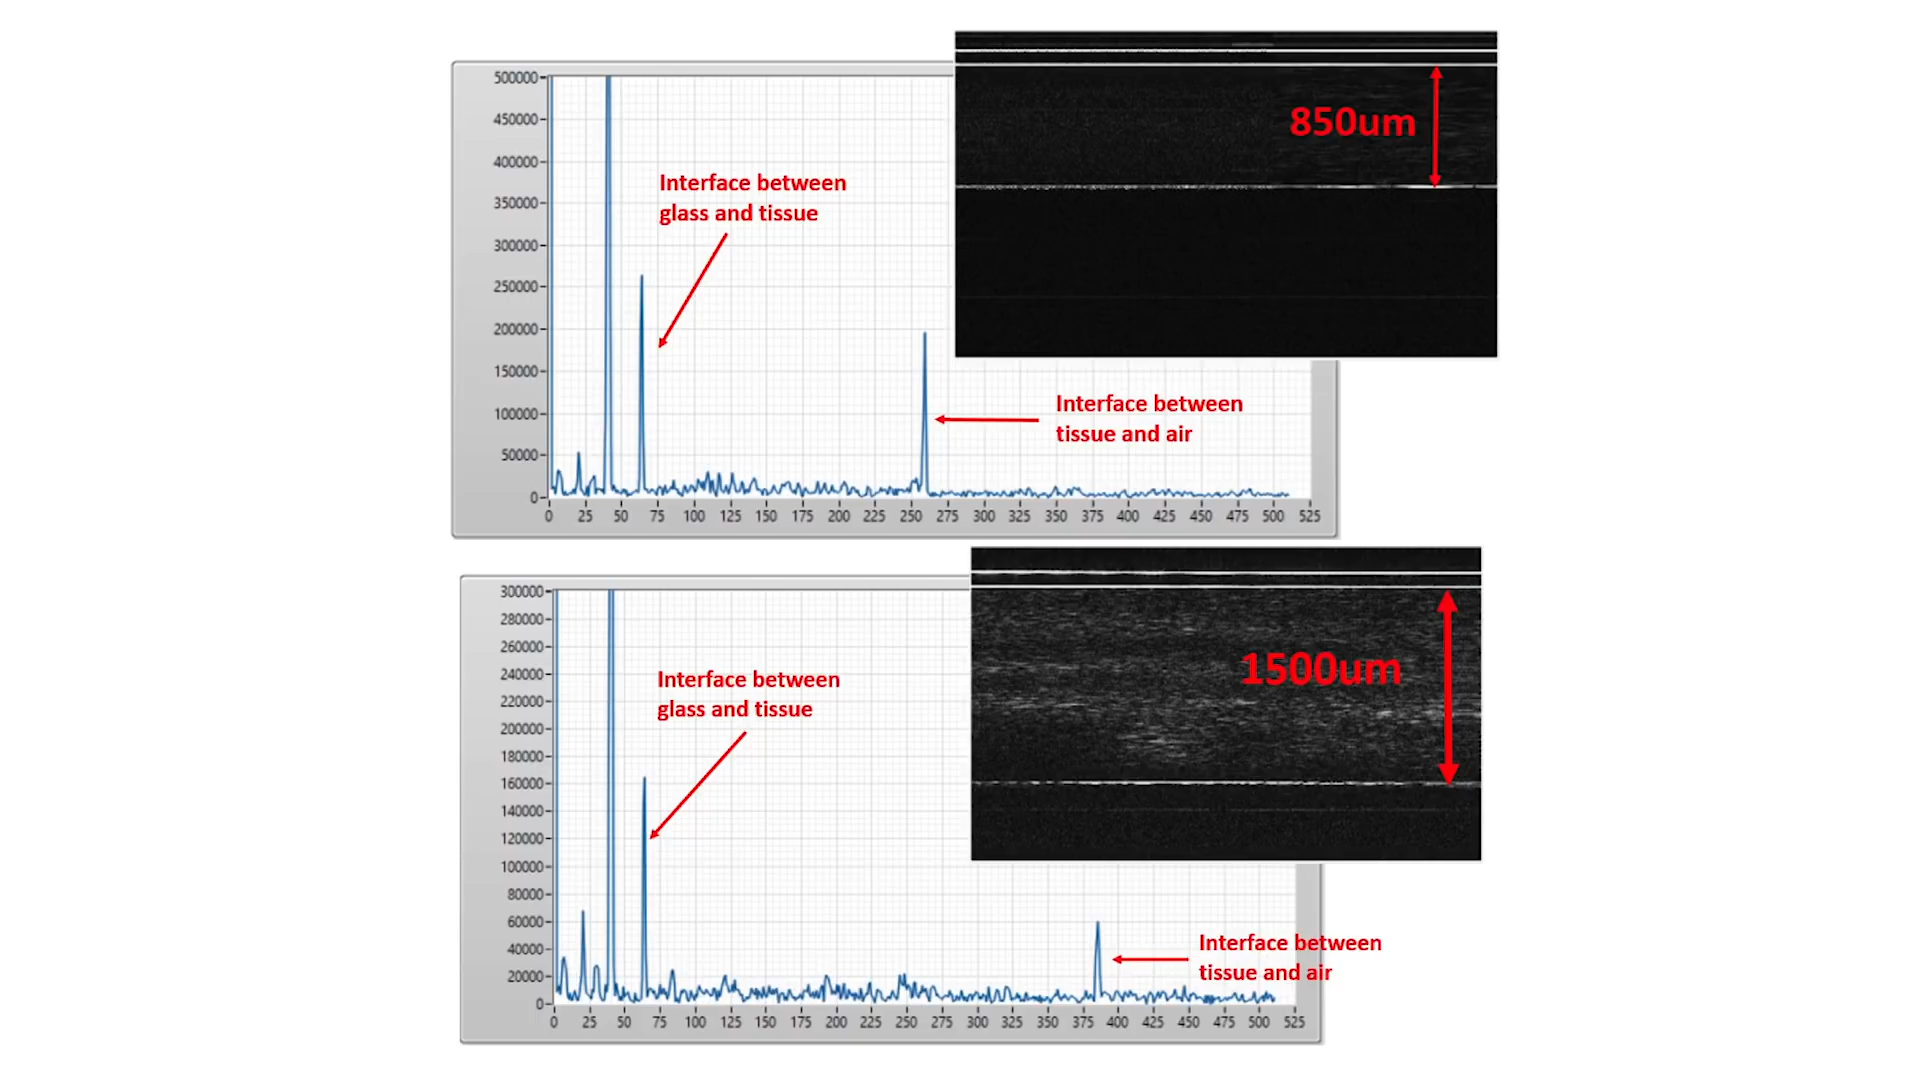 500000
450000
400000
350000
300000
250000
200000
150000
100000
50000
0
0 25 50 75 100 125 150 175 200 225 250 275 300 325 350 375 400 425 450 475 500 525
Interface between
glass and tissue
850um
Interface between
tissue and air
300000
280000
260000
240000
220000
200000
180000
160000
140000
120000
100000
80000
60000
40000
20000
0
0 25 50 75 100 125 150 175 200 225 250 275 300 325 350 375 400 425 450 475 500 525
Interface between
glass and tissue
1500um
Interface between
tissue and air